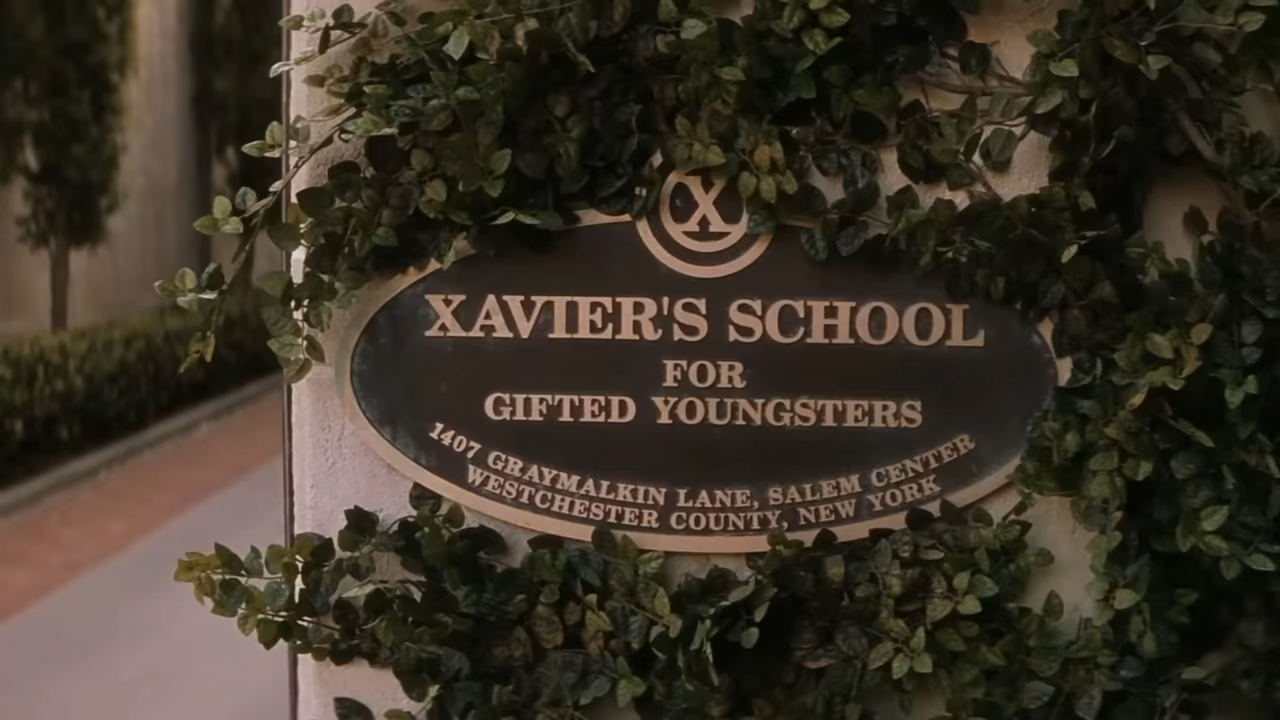 X
XAVIER'S SCHOOL
FOR
GIFTED YOUNGSTERS
1407 GRAYMALKIN LANE, SALEM CENTER
WESTCHESTER COUNTY, NEW YORK